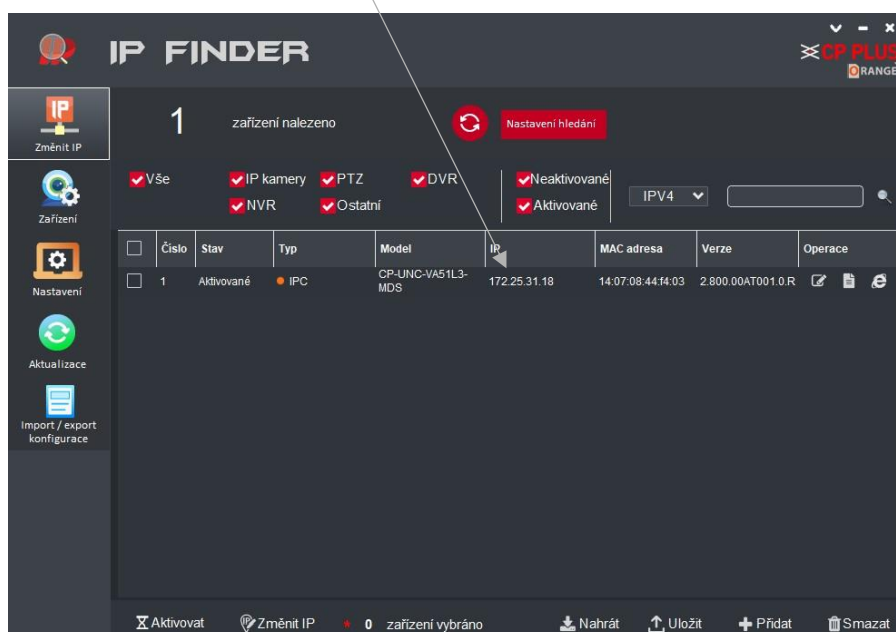 IP FINDER
CP PLUS
ORANGE
IP
Změnit IP
Zařízení
Nastavení
Aktualizace
Import / export
konfigurace
1 zařízení nalezeno
Nastavení hledání
Vše IP kamery PTZ DVR Neaktivované
NVR Ostatní Aktivované
IPV4
Číslo Stav Typ Model IP MAC adresa Verze Operace
1 Aktivované IPC CP-UNC-VA51L3-
MDS 172.25.31.18 14:07:08:44:f4:03 2.800.00AT001.0.R
Aktivovat Změnit IP * 0 zařízení vybráno Nahrát Uložit Přidat Smazat